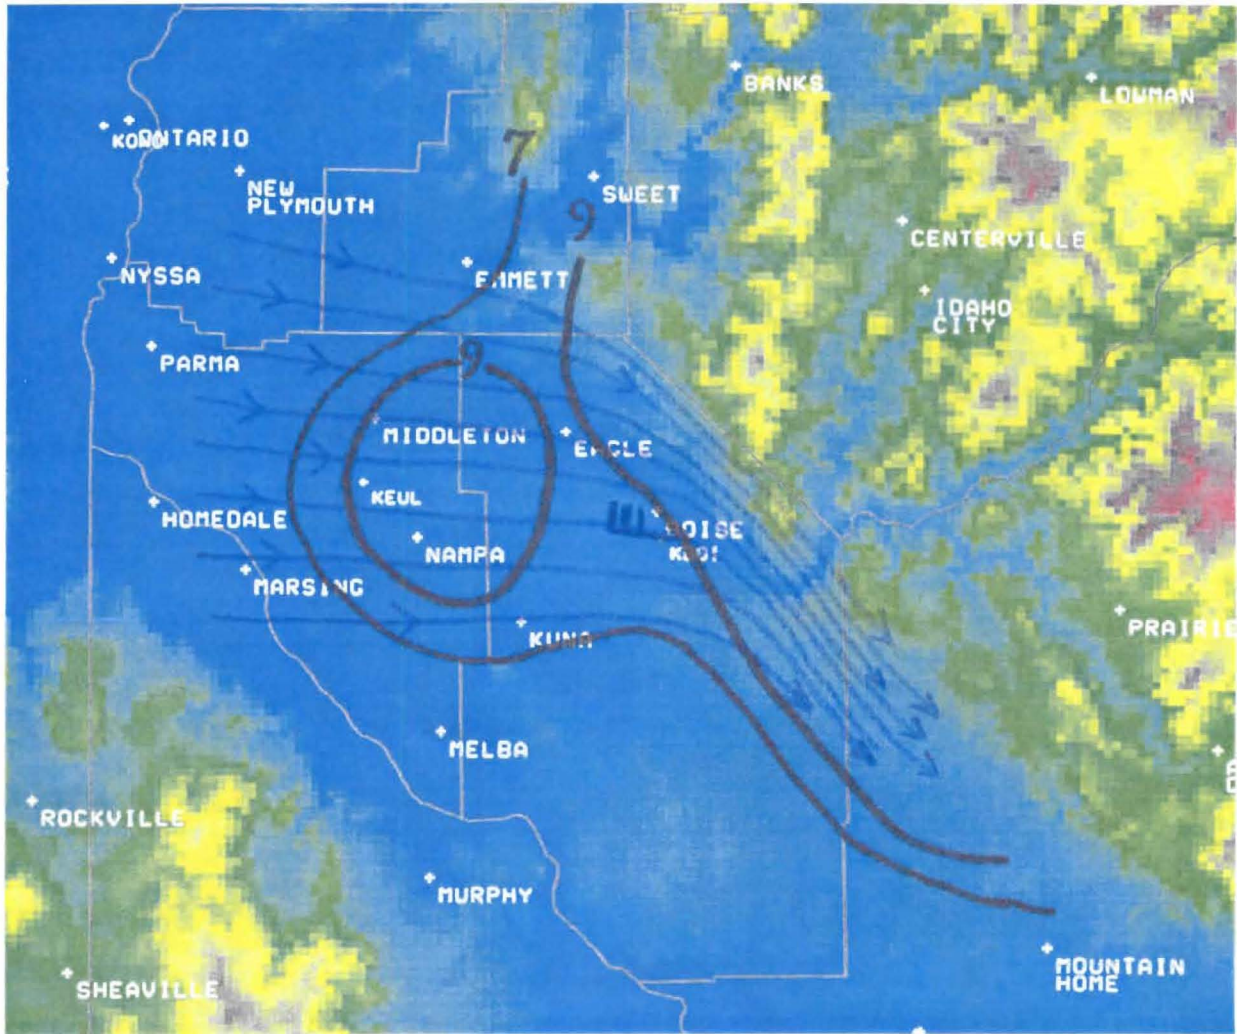 BANKS
LOWMAN
ONTARIO
7
NEW
PLYMOUTH
SWEET
9
CENTERVILLE
NYSSA
EMMETT
IDAHO
CITY
PARMA
9
MIDDLETON
EAGLE
KEUL
HOMEDALE
E
BOISE
NAMPA
MARSING
PRAIRIE
KUNA
MELBA
ROCKVILLE
MURPHY
MOUNTAIN
HOME
SHEAVILLE